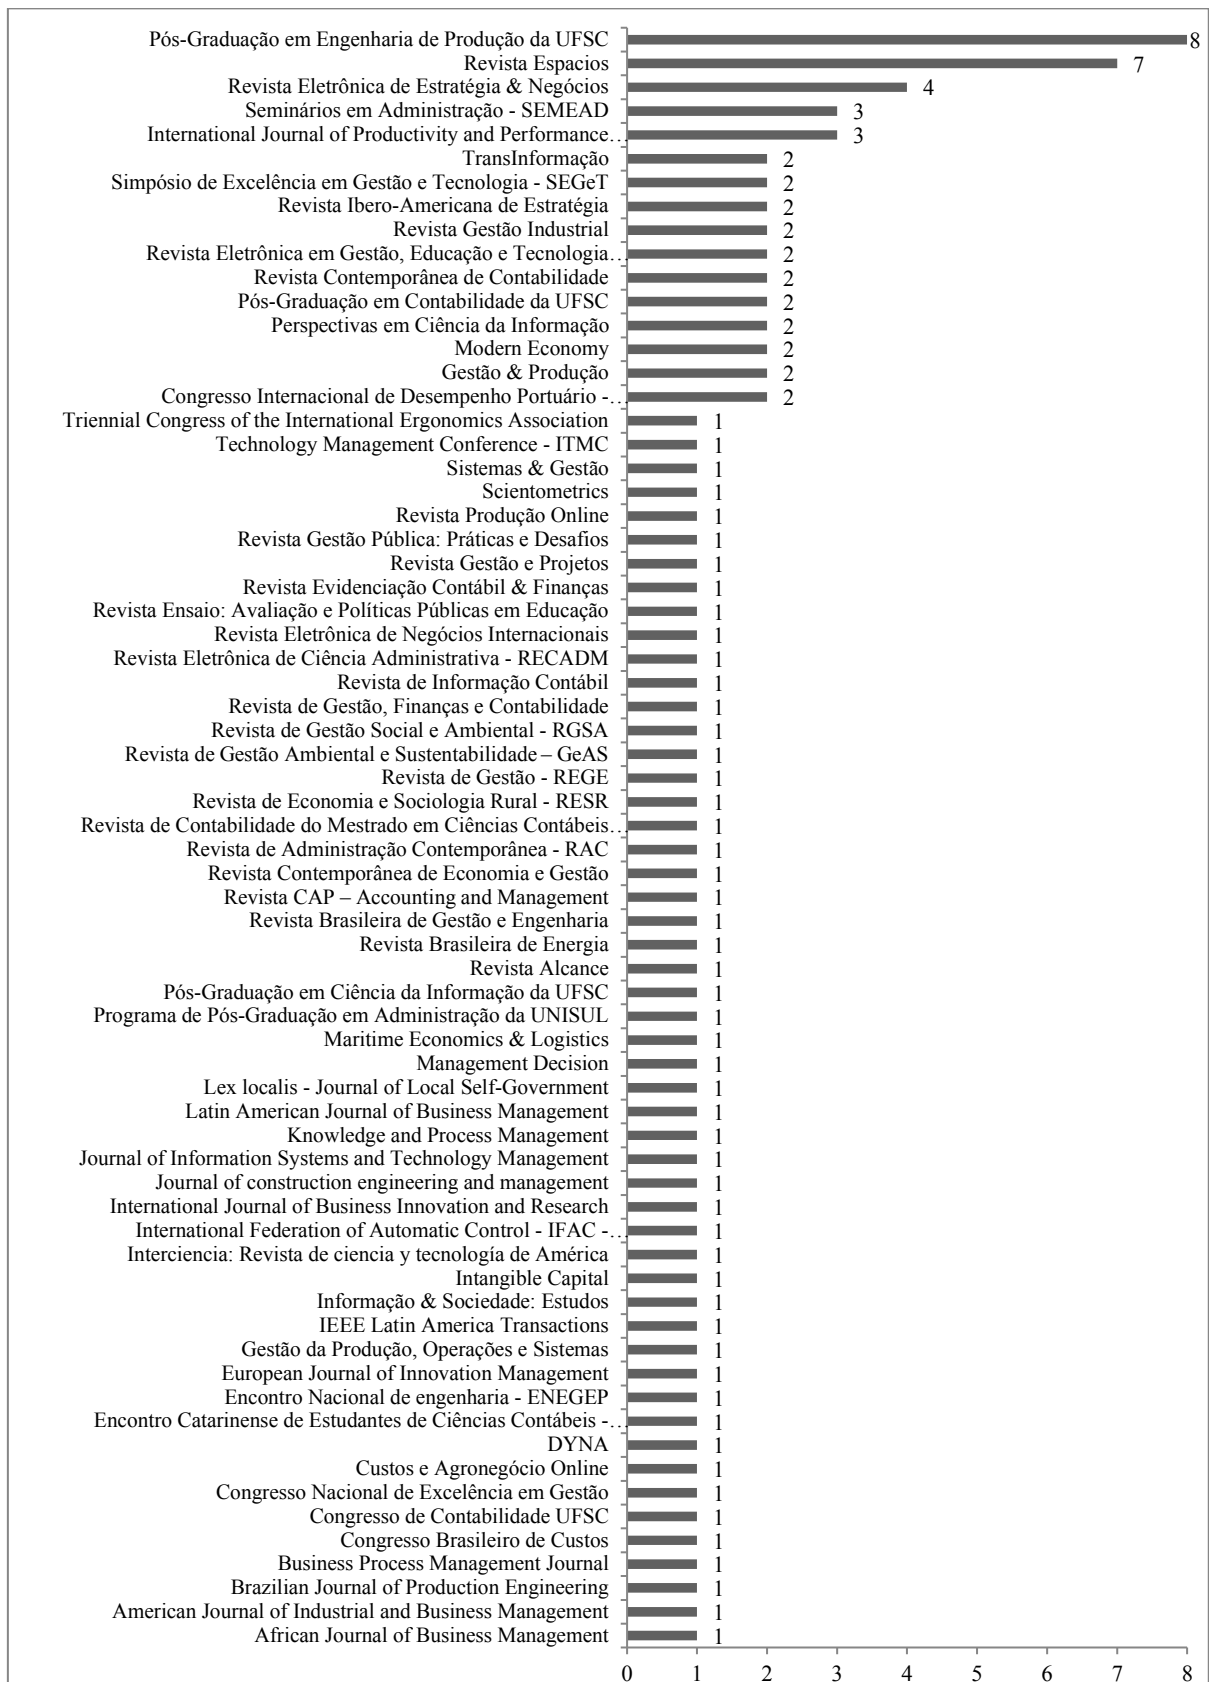 Pós-Graduação em Engenharia de Produção da UFSC 8
Revista Espacios 7
Revista Eletrônica de Estratégia & Negócios 4
Seminários em Administração - SEMEAD 3
International Journal of Productivity and Performance… 3
TransInformação 2
Simpósio de Excelência em Gestão e Tecnologia - SEGeT 2
Revista Ibero-Americana de Estratégia 2
Revista Gestão Industrial 2
Revista Eletrônica em Gestão, Educação e Tecnologia… 2
Revista Contemporânea de Contabilidade 2
Pós-Graduação em Contabilidade da UFSC 2
Perspectivas em Ciência da Informação 2
Modern Economy 2
Gestão & Produção 2
Congresso Internacional de Desempenho Portuário -… 2
Triennial Congress of the International Ergonomics Association 1
Technology Management Conference - ITMC 1
Sistemas & Gestão 1
Scientometrics 1
Revista Produção Online 1
Revista Gestão Pública: Práticas e Desafios 1
Revista Gestão e Projetos 1
Revista Evidenciação Contábil & Finanças 1
Revista Ensaio: Avaliação e Políticas Públicas em Educação 1
Revista Eletrônica de Negócios Internacionais 1
Revista Eletrônica de Ciência Administrativa - RECADM 1
Revista de Informação Contábil 1
Revista de Gestão, Finanças e Contabilidade 1
Revista de Gestão Social e Ambiental - RGSA 1
Revista de Gestão Ambiental e Sustentabilidade – GeAS 1
Revista de Gestão - REGE 1
Revista de Economia e Sociologia Rural - RESR 1
Revista de Contabilidade do Mestrado em Ciências Contábeis… 1
Revista de Administração Contemporânea - RAC 1
Revista Contemporânea de Economia e Gestão 1
Revista CAP – Accounting and Management 1
Revista Brasileira de Gestão e Engenharia 1
Revista Brasileira de Energia 1
Revista Alcance 1
Pós-Graduação em Ciência da Informação da UFSC 1
Programa de Pós-Graduação em Administração da UNISUL 1
Maritime Economics & Logistics 1
Management Decision 1
Lex localis - Journal of Local Self-Government 1
Latin American Journal of Business Management 1
Knowledge and Process Management 1
Journal of Information Systems and Technology Management 1
Journal of construction engineering and management 1
International Journal of Business Innovation and Research 1
International Federation of Automatic Control - IFAC -… 1
Interciencia: Revista de ciencia y tecnología de América 1
Intangible Capital 1
Informação & Sociedade: Estudos 1
IEEE Latin America Transactions 1
Gestão da Produção, Operações e Sistemas 1
European Journal of Innovation Management 1
Encontro Nacional de engenharia - ENEGEP 1
Encontro Catarinense de Estudantes de Ciências Contábeis -… 1
DYNA 1
Custos e Agronegócio Online 1
Congresso Nacional de Excelência em Gestão 1
Congresso de Contabilidade UFSC 1
Congresso Brasileiro de Custos 1
Business Process Management Journal 1
Brazilian Journal of Production Engineering 1
American Journal of Industrial and Business Management 1
African Journal of Business Management 1
0 1 2 3 4 5 6 7 8